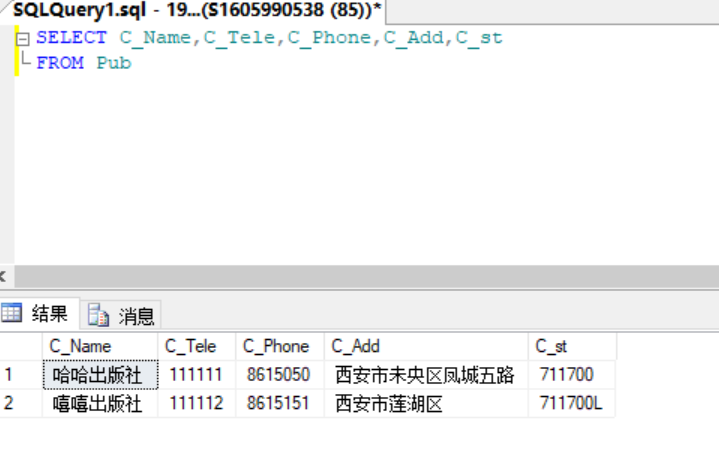 SQLQuery1.sql - 19...(S1605990538 (85))*
SELECT C_Name,C_Tele,C_Phone,C_Add,C_st
FROM Pub
结果 消息
C_Name C_Tele C_Phone C_Add C_st
1 哈哈出版社 111111 8615050 西安市未央区凤城五路 711700
2 嘻嘻出版社 111112 8615151 西安市莲湖区 711700L